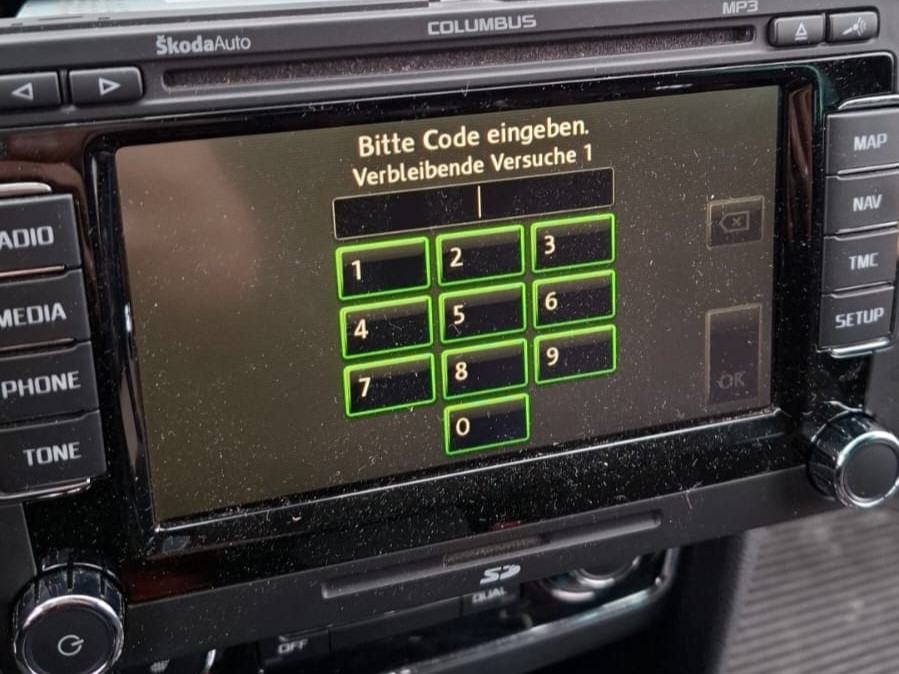 COLUMBUS
MP3
ŠkodaAuto
MAP
NAV
TMC
SETUP
ADIO
MEDIA
PHONE
TONE
Bitte Code eingeben.
Verbleibende Versuche 1
1 2 3
4 5 6
7 8 9
0
OK
SD
DUAL
OFF